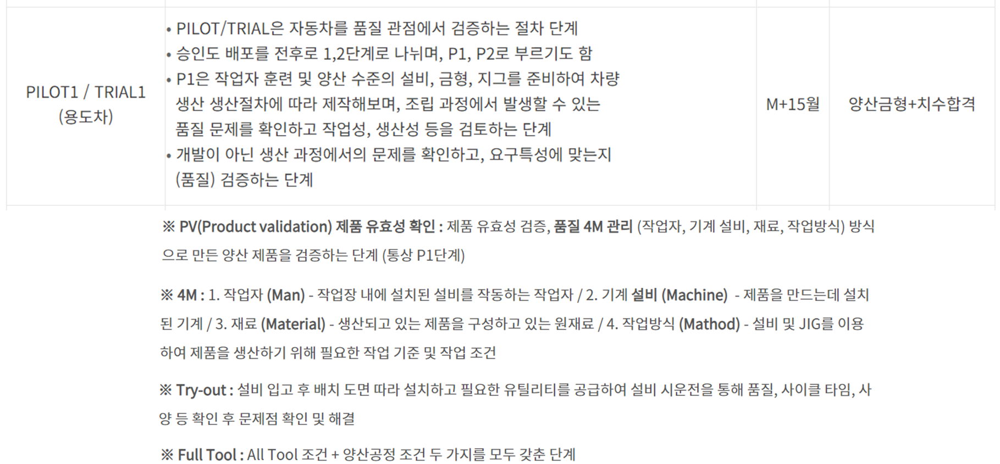 PILOT1 / TRIAL1
(용도차)
• PILOT/TRIAL은 자동차를 품질 관점에서 검증하는 절차 단계
• 승인도 배포를 전후로 1,2단계로 나뉘며, P1, P2로 부르기도 함
• P1은 작업자 훈련 및 양산 수준의 설비, 금형, 지그를 준비하여 차량
생산 생산절차에 따라 제작해보며, 조립 과정에서 발생할 수 있는
품질 문제를 확인하고 작업성, 생산성 등을 검토하는 단계
• 개발이 아닌 생산 과정에서의 문제를 확인하고, 요구특성에 맞는지
(품질) 검증하는 단계
M+15월
양산금형+치수합격
※ PV(Product validation) 제품 유효성 확인 : 제품 유효성 검증, 품질 4M 관리 (작업자, 기계 설비, 재료, 작업방식) 방식
으로 만든 양산 제품을 검증하는 단계 (통상 P1단계)
※ 4M : 1. 작업자 (Man) - 작업장 내에 설치된 설비를 작동하는 작업자 / 2. 기계 설비 (Machine) - 제품을 만드는데 설치
된 기계 / 3. 재료 (Material) - 생산되고 있는 제품을 구성하고 있는 원재료 / 4. 작업방식 (Mathod) - 설비 및 JIG를 이용
하여 제품을 생산하기 위해 필요한 작업 기준 및 작업 조건
※ Try-out : 설비 입고 후 배치 도면 따라 설치하고 필요한 유틸리티를 공급하여 설비 시운전을 통해 품질, 사이클 타임, 사
양 등 확인 후 문제점 확인 및 해결
※ Full Tool : All Tool 조건 + 양산공정 조건 두 가지를 모두 갖춘 단계